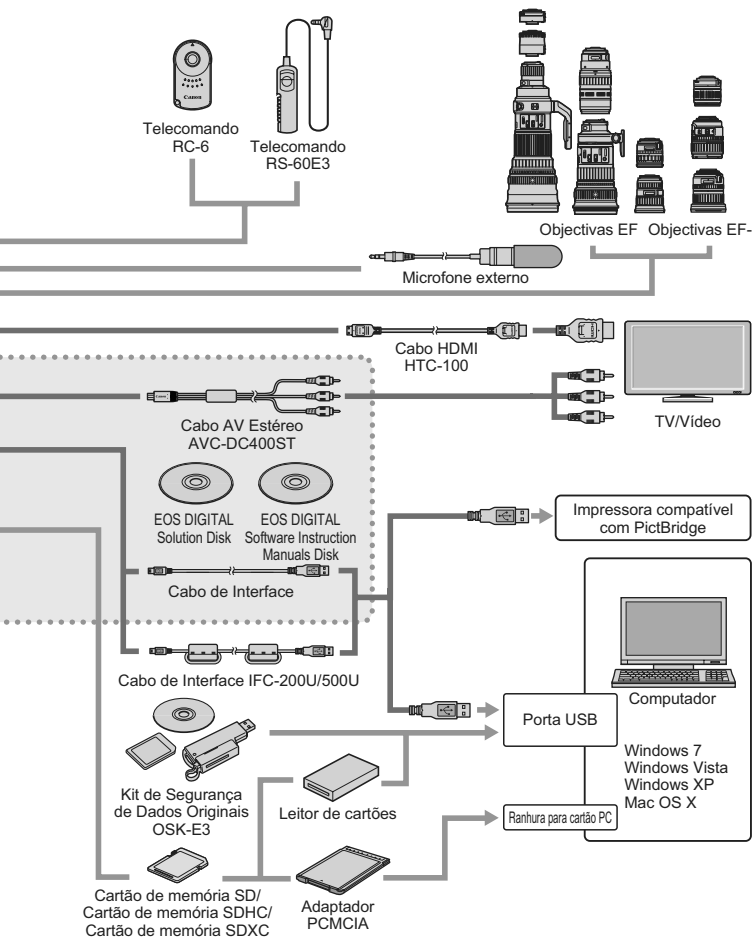 Canon
Telecomando
RC-6
Telecomando
RS-60E3
Objectivas EF
Objectivas EF-
Microfone externo
Cabo HDMI
HTC-100
Canon
Cabo AV Estéreo
AVC-DC400ST
TV/Vídeo
EOS DIGITAL
Solution Disk
EOS DIGITAL
Software Instruction
Manuals Disk
Impressora compatível
com PictBridge
Cabo de Interface
Cabo de Interface IFC-200U/500U
Computador
Porta USB
Windows 7
Windows Vista
Windows XP
Mac OS X
Kit de Segurança
de Dados Originais
OSK-E3
Leitor de cartões
Ranhura para cartão PC
Cartão de memória SD/
Cartão de memória SDHC/
Cartão de memória SDXC
Adaptador
PCMCIA